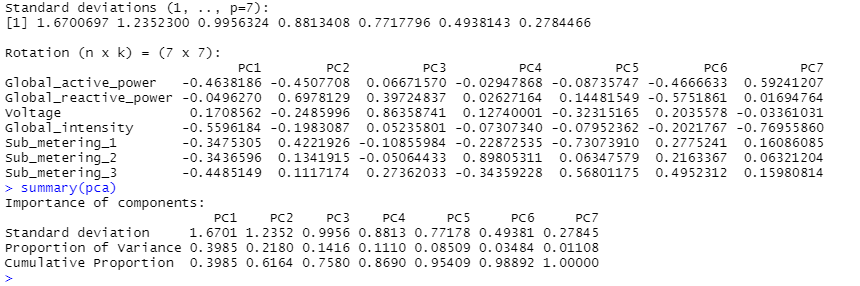 Standard deviations (1, .., p=7):
[1] 1.6700697 1.2352300 0.9956324 0.8813408 0.7717796 0.4938143 0.2784466
Rotation (n x k) = (7 x 7):
PC1 PC2 PC3 PC4 PC5 PC6 PC7
Global_active_power -0.4638186 -0.4507708 0.06671570 -0.02947868 -0.08735747 -0.4666633 0.59241207
Global_reactive_power -0.0496270 0.6978129 0.39724837 0.02627164 0.14481549 -0.5751861 0.01694764
Voltage 0.1708562 -0.2485996 0.86358741 0.12740001 -0.32315165 0.2035578 -0.03361031
Global_intensity -0.5596184 -0.1983087 0.05235801 -0.07307340 -0.07952362 -0.2021767 -0.76955860
Sub_metering_1 -0.3475305 0.4221926 -0.10855984 -0.22872535 -0.73073910 0.2775241 0.16086085
Sub_metering_2 -0.3436596 0.1341915 -0.05064433 0.89805311 0.06347579 0.2163367 0.06321204
Sub_metering_3 -0.4485149 0.1117174 0.27362033 -0.34359228 0.56801175 0.4952312 0.15980814
> summary(pca)
Importance of components:
PC1 PC2 PC3 PC4 PC5 PC6 PC7
Standard deviation 1.6701 1.2352 0.9956 0.8813 0.77178 0.49381 0.27845
Proportion of Variance 0.3985 0.2180 0.1416 0.1110 0.08509 0.03484 0.01108
Cumulative Proportion 0.3985 0.6164 0.7580 0.8690 0.95409 0.98892 1.00000
>